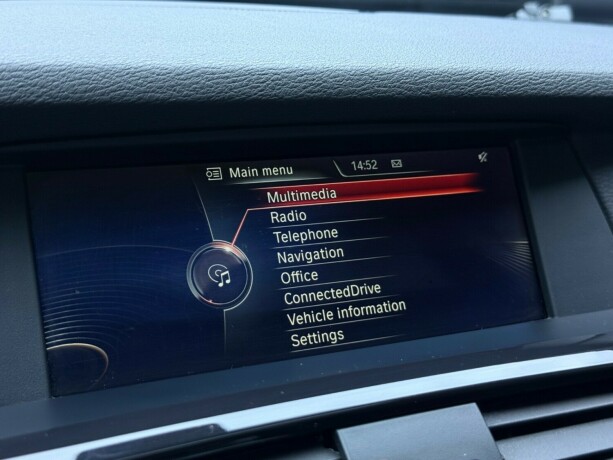 Main menu 14:52
Multimedia
Radio
Telephone
Navigation
Office
ConnectedDrive
Vehicle information
Settings